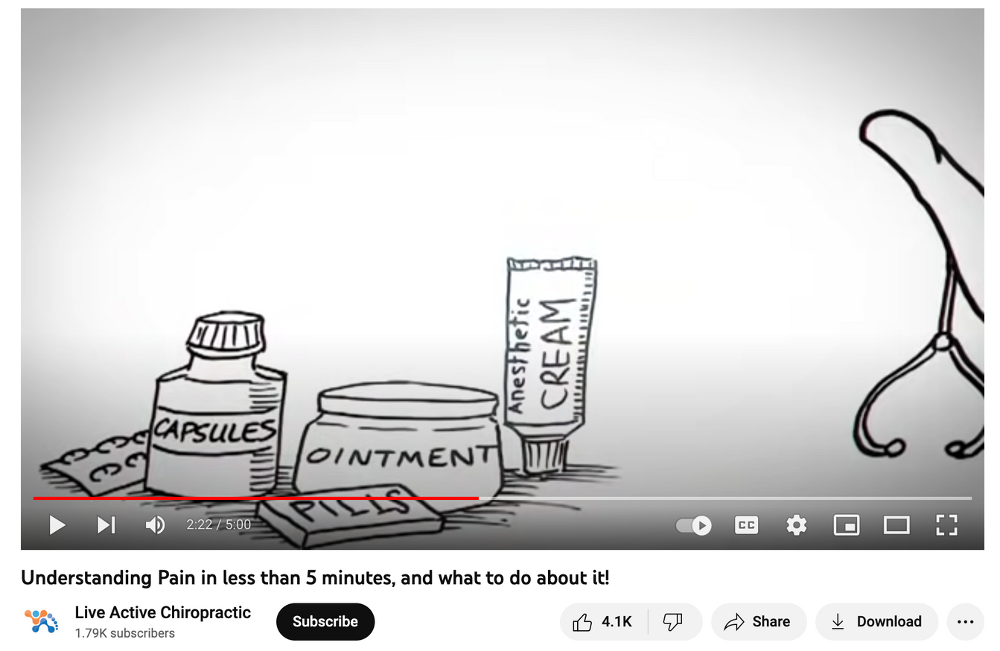 Anesthetic
CREAM
CAPSULES
OINTMENT
PILLS
2:22 / 5:00
CC
Understanding Pain in less than 5 minutes, and what to do about it!
Live Active Chiropractic
1.79K subscribers
Subscribe
4.1K
Share
Download